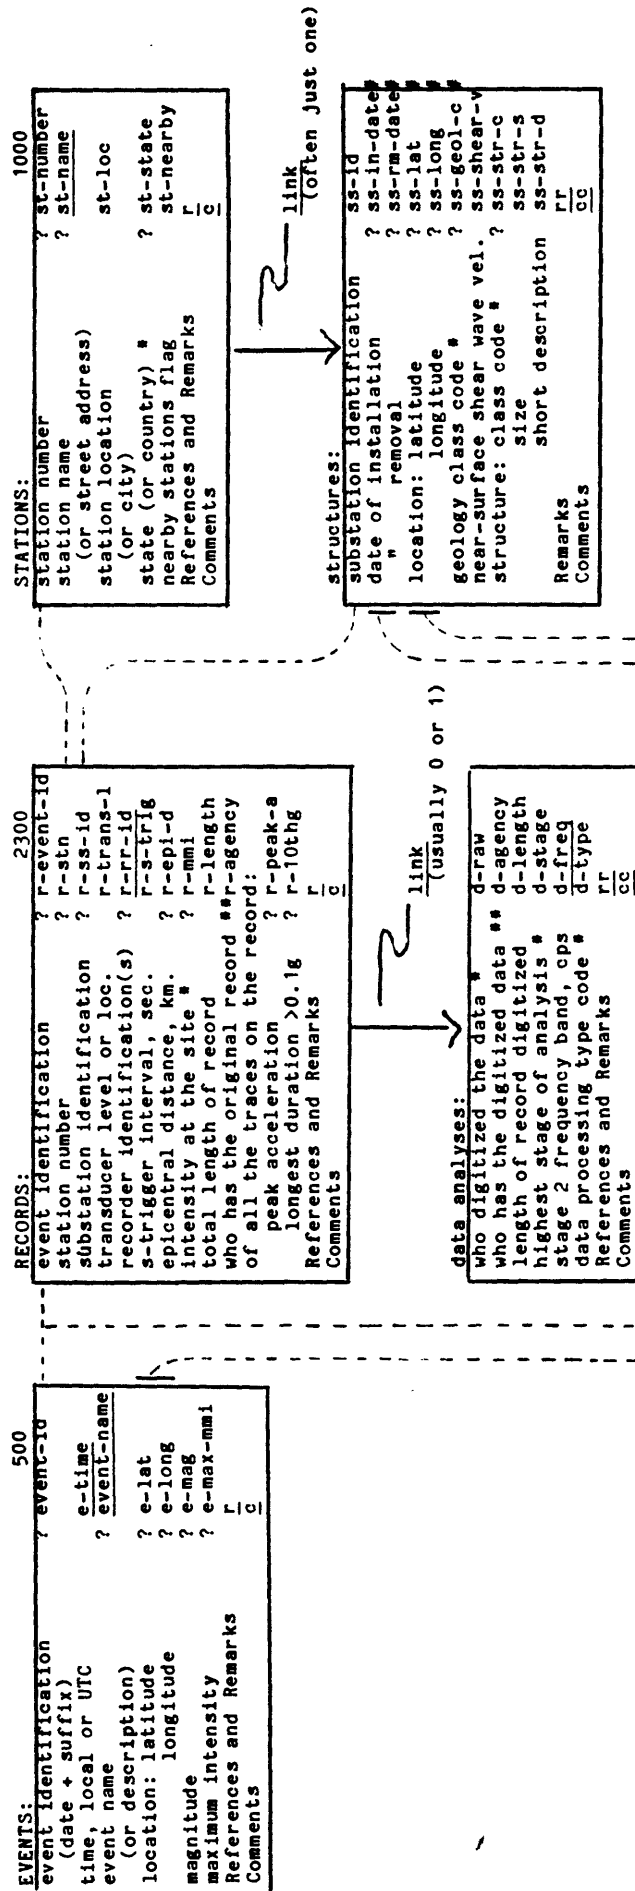 EVENTS: 500
event identification ? event-id
(date + suffix)
time, local or UTC e-time
event name ? event-name
(or description)
location: latitude ? e-lat
longitude ? e-long
magnitude ? e-mag
maximum intensity ? e-max-mmi
References and Remarks r
Comments c
RECORDS: 2300
event identification ? r-event-id
station number ? r-stn
substation identification ? r-ss-id
transducer level or loc. r-trans-l
recorder identification(s) ? r-rr-id
s-trigger interval, sec. r-s-trig
epicentral distance, km. ? r-epi-d
intensity at the site # ? r-mmi
total length of record r-length
who has the original record ## r-agency
of all the traces on the record:
peak acceleration ? r-peak-a
longest duration >0.1g ? r-10thg
References and Remarks r
Comments c
link
(usually 0 or 1)
data analyses:
who digitized the data # d-raw
who has the digitized data ## d-agency
length of record digitized d-length
highest stage of analysis # d-stage
stage 2 frequency band, cps d-freq
data processing type code # d-type
References and Remarks rr
Comments cc
STATIONS: 1000
station number ? st-number
station name ? st-name
(or street address)
station location st-loc
(or city)
state (or country) # ? st-state
nearby stations flag st-nearby
References and Remarks r
Comments c
link
(often just one)
structures:
substation identification ss-id
date of installation ? ss-in-date#
" removal ? ss-rm-date#
location: latitude ? ss-lat #
longitude ? ss-long #
geology class code # ? ss-geol-c #
near-surface shear wave vel. ss-shear-v
structure: class code # ? ss-str-c
size ss-str-s
short description ss-str-d
Remarks rr
Comments cc